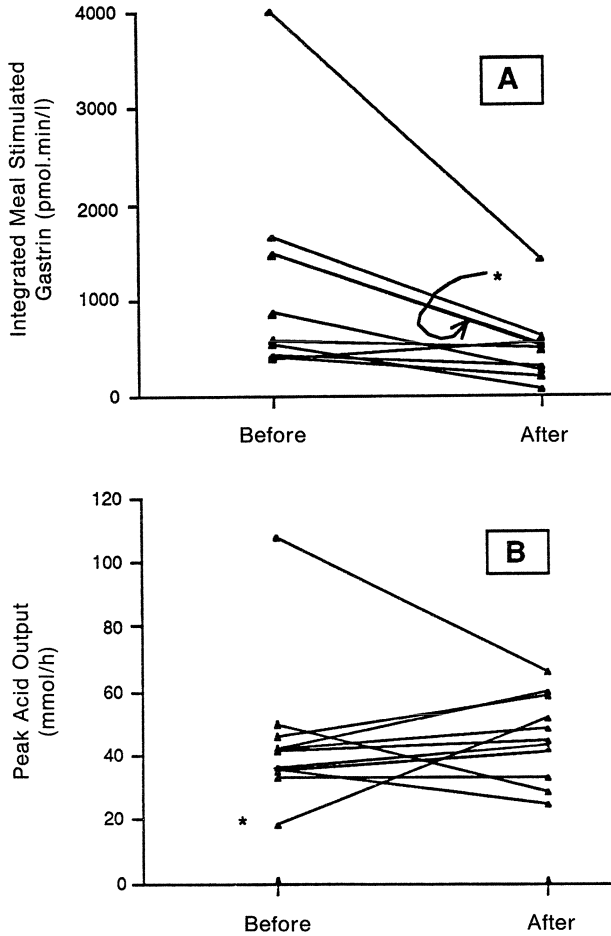 Integrated Meal Stimulated
Gastrin (pmol.min/l)
4000
3000
2000
1000
0
A
*
Before
After
Peak Acid Output
(mmol/h)
120
100
80
60
40
20
0
B
*
Before
After